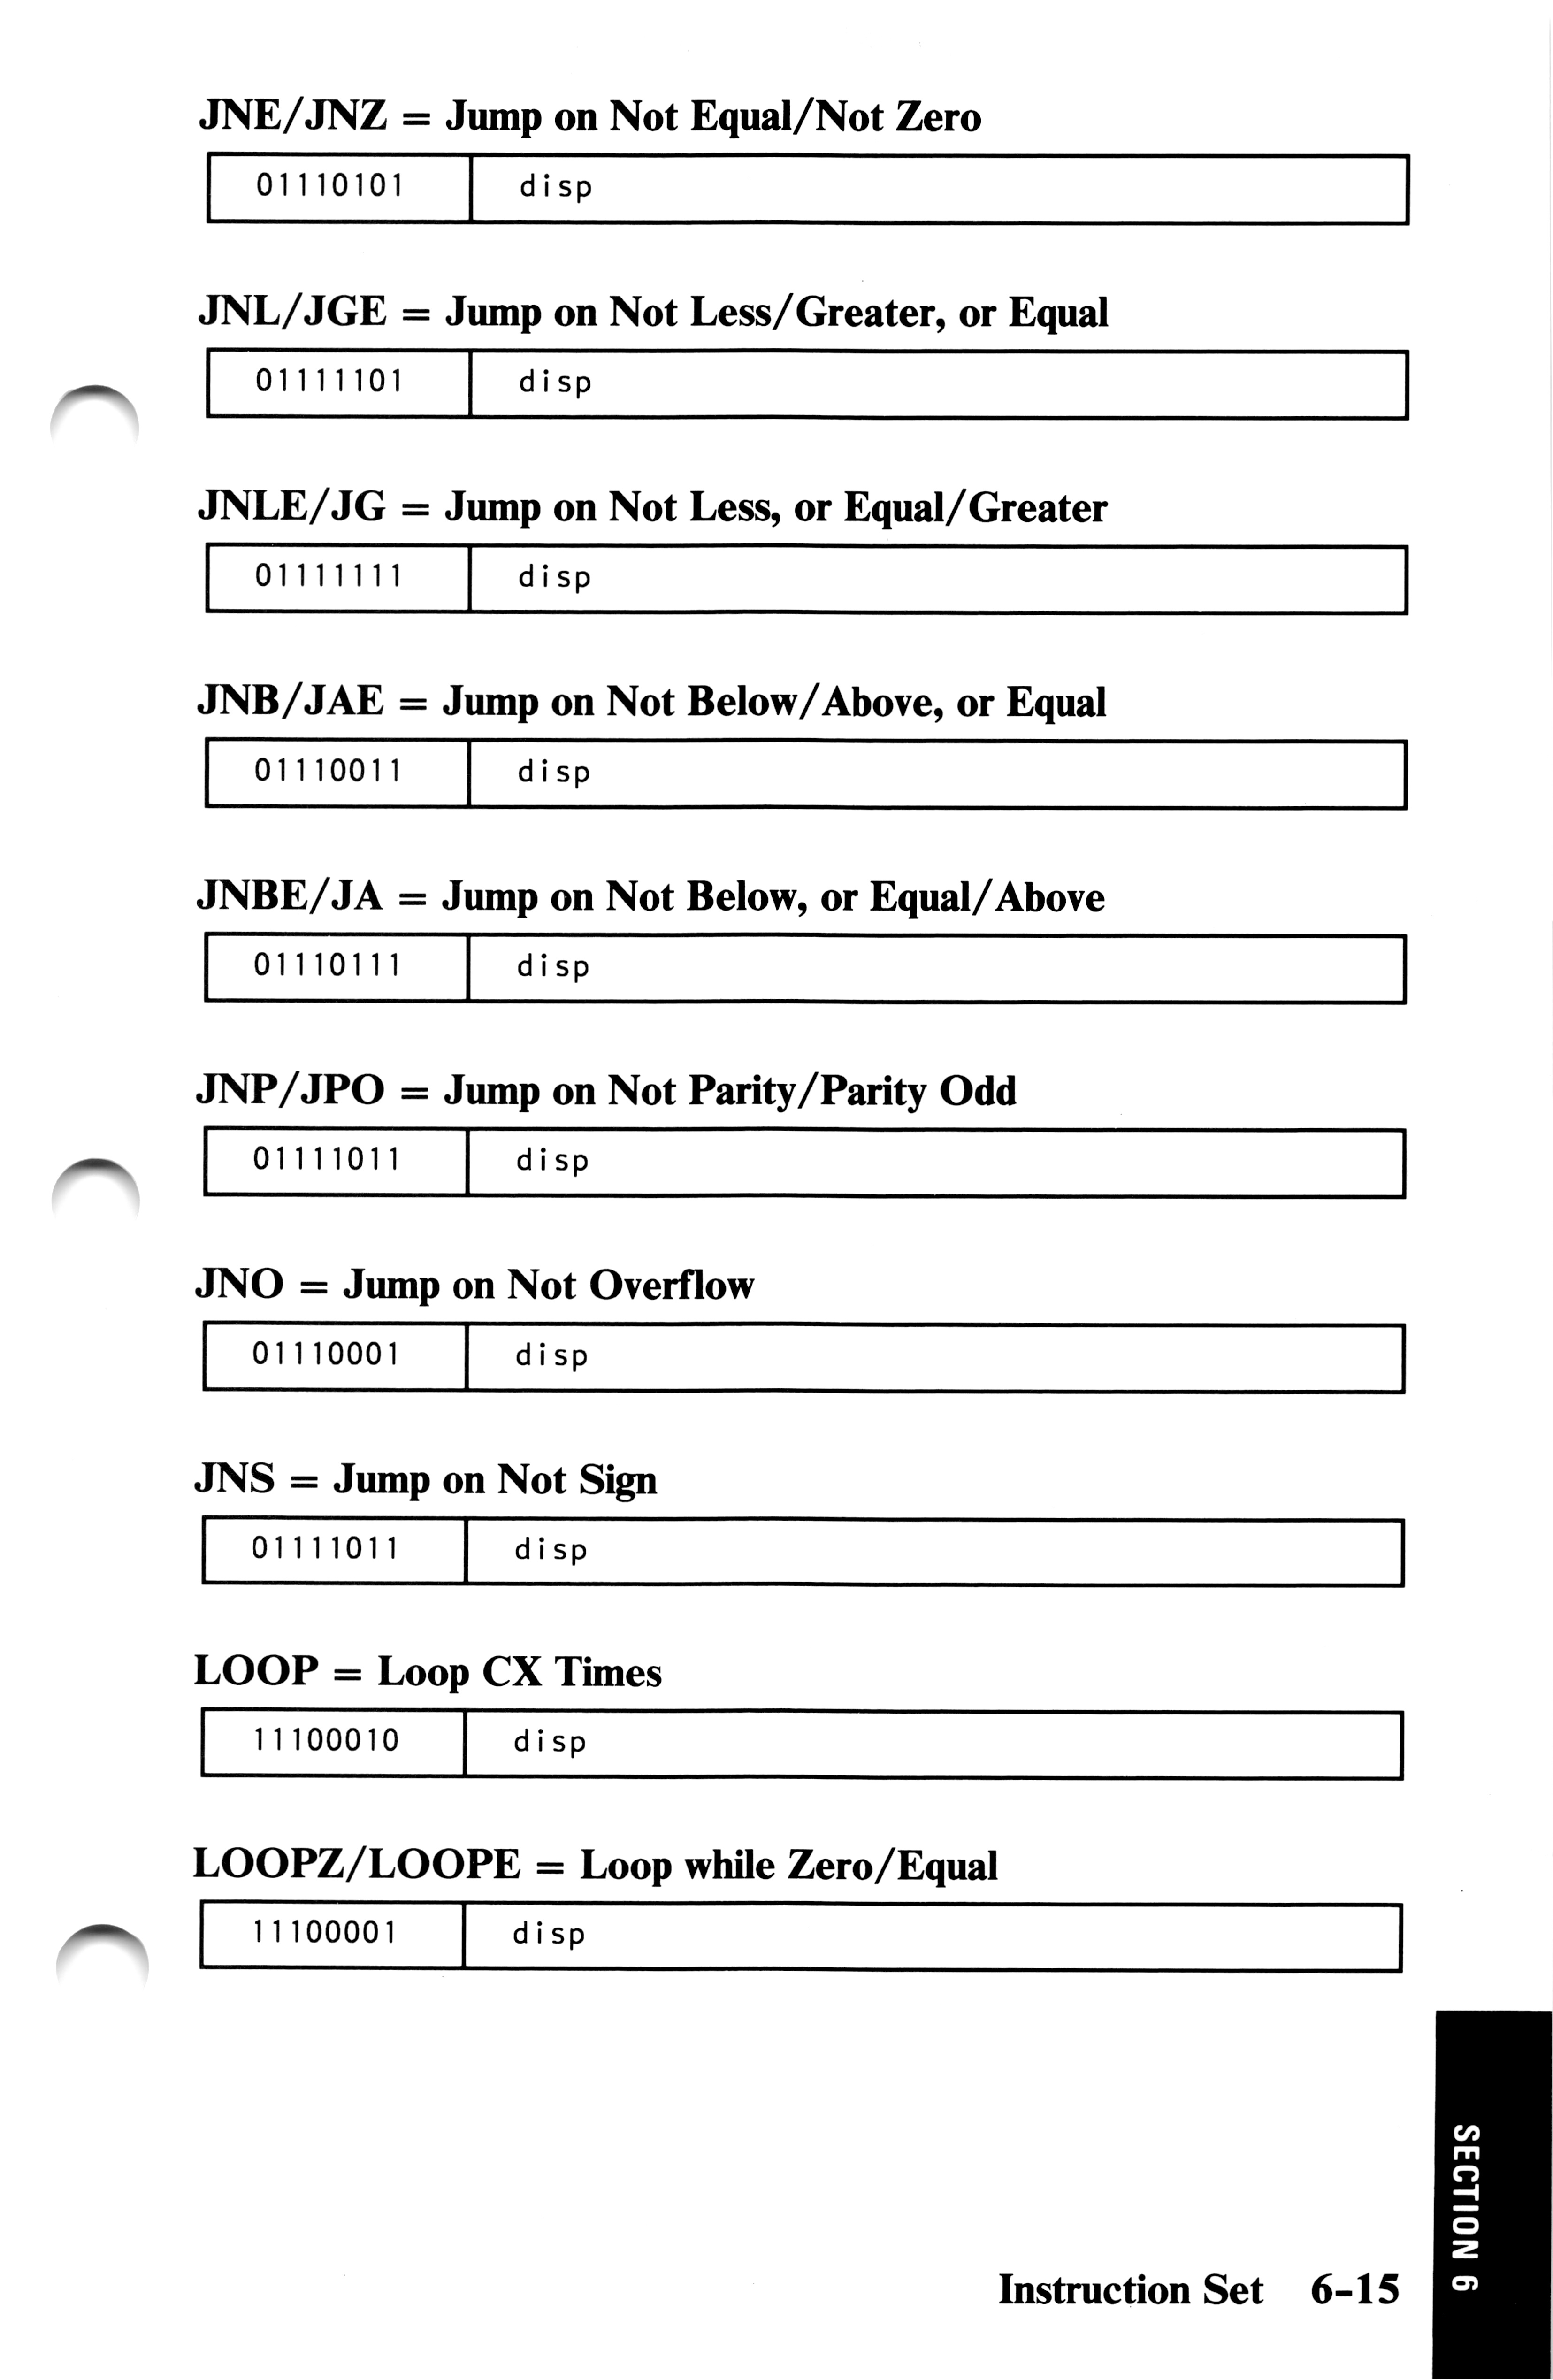 JNE/JNZ = Jump on Not Equal/Not Zero
01110101 disp
JNL/JGE = Jump on Not Less/Greater, or Equal
01111101 disp
JNLE/JG = Jump on Not Less, or Equal/Greater
01111111 disp
JNB/JAE = Jump on Not Below/Above, or Equal
01110011 disp
JNBE/JA = Jump on Not Below, or Equal/Above
01110111 disp
JNP/JPO = Jump on Not Parity/Parity Odd
01111011 disp
JNO = Jump on Not Overflow
01110001 disp
JNS = Jump on Not Sign
01111011 disp
LOOP = Loop CX Times
11100010 disp
LOOPZ/LOOPE = Loop while Zero/Equal
11100001 disp
SECTION 6
Instruction Set 6-15